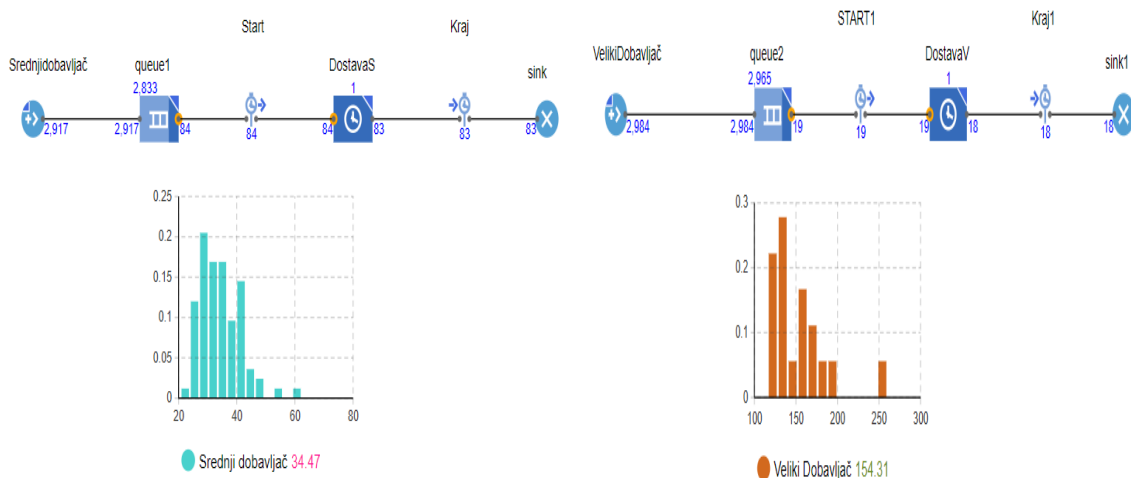 Start
Kraj
Srednjidobavljač
queue1
DostavaS
sink
2,833
1
2,917
2,917
84
84
84
83
83
83
START1
Kraj1
VelikiDobavljač
queue2
DostavaV
sink1
2,965
1
2,984
2,984
19
19
19
18
18
18
0.25
0.2
0.15
0.1
0.05
0
20
40
60
80
Srednji dobavljač 34.47
0.3
0.2
0.1
0
100
150
200
250
300
Veliki Dobavljač 154.31